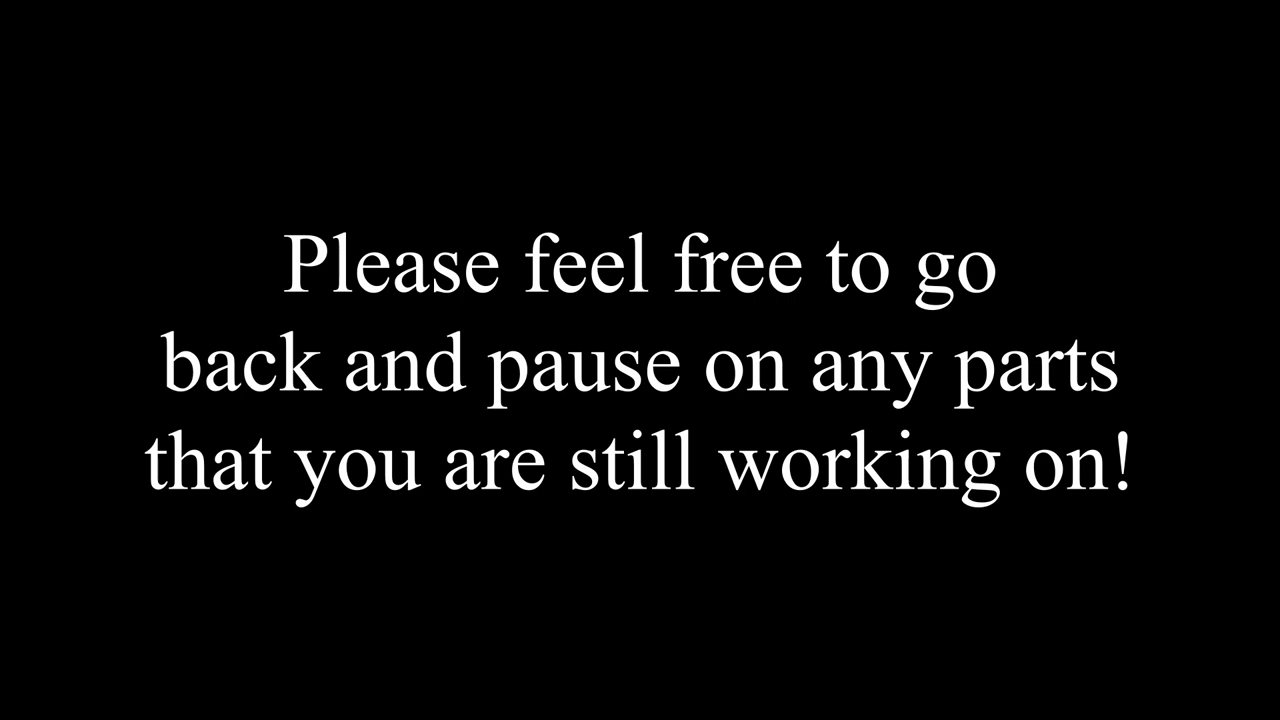 Please feel free to go
back and pause on any parts
that you are still working on!